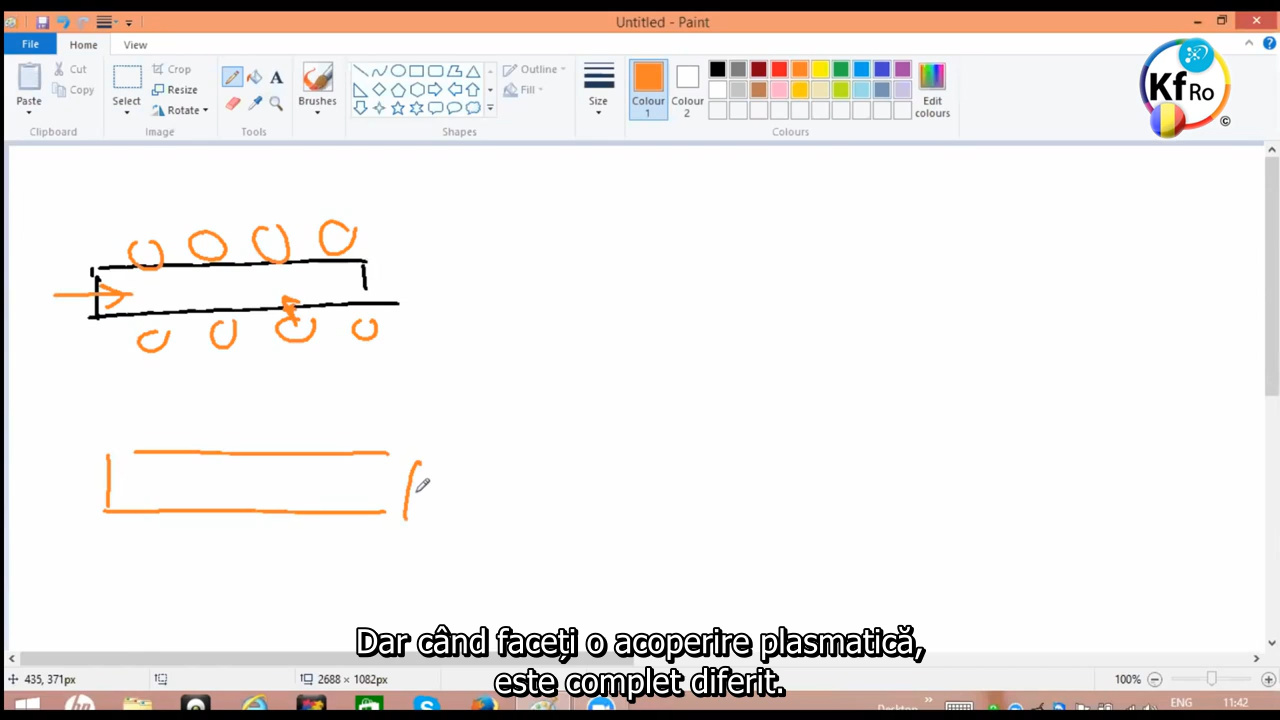 Untitled - Paint
File Home View
Paste
Cut
Copy
Clipboard
Select
Crop
Resize
Rotate
Image
A
Tools
Brushes
Outline
Fill
Shapes
Size
Colour 1
Colour 2
Edit colours
Colours
Kf Ro
©
Dar când faceți o acoperire plasmatică,
este complet diferit.
435, 371px
2688 × 1082px
100%
Desktop
ENG
11:42